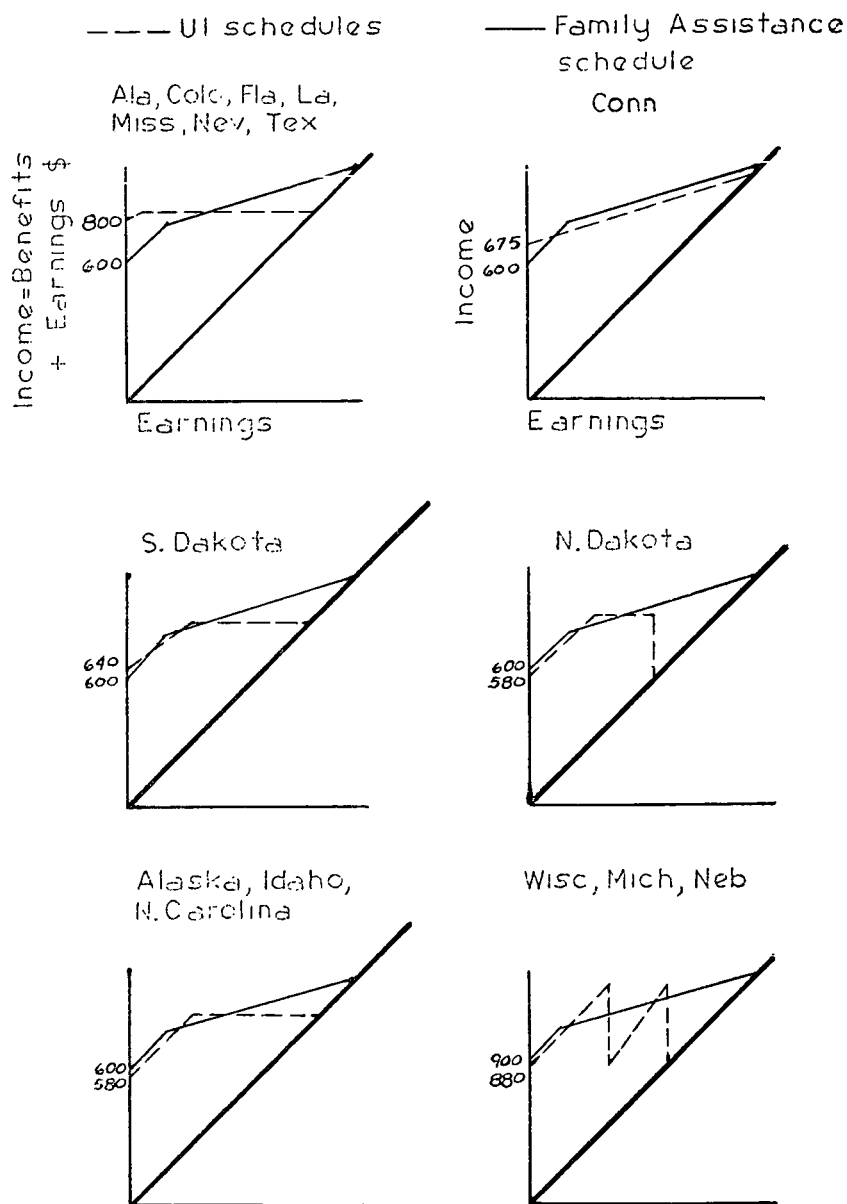 --- UI schedules
— Family Assistance
schedule
Ala, Colo, Fla, La,
Miss, Nev, Tex
Income=Benefits
+ Earnings $
800
600
Earnings
Conn
Income
675
600
Earnings
S. Dakota
640
600
N. Dakota
600
580
Alaska, Idaho,
N. Carolina
600
580
Wisc, Mich, Neb
900
880